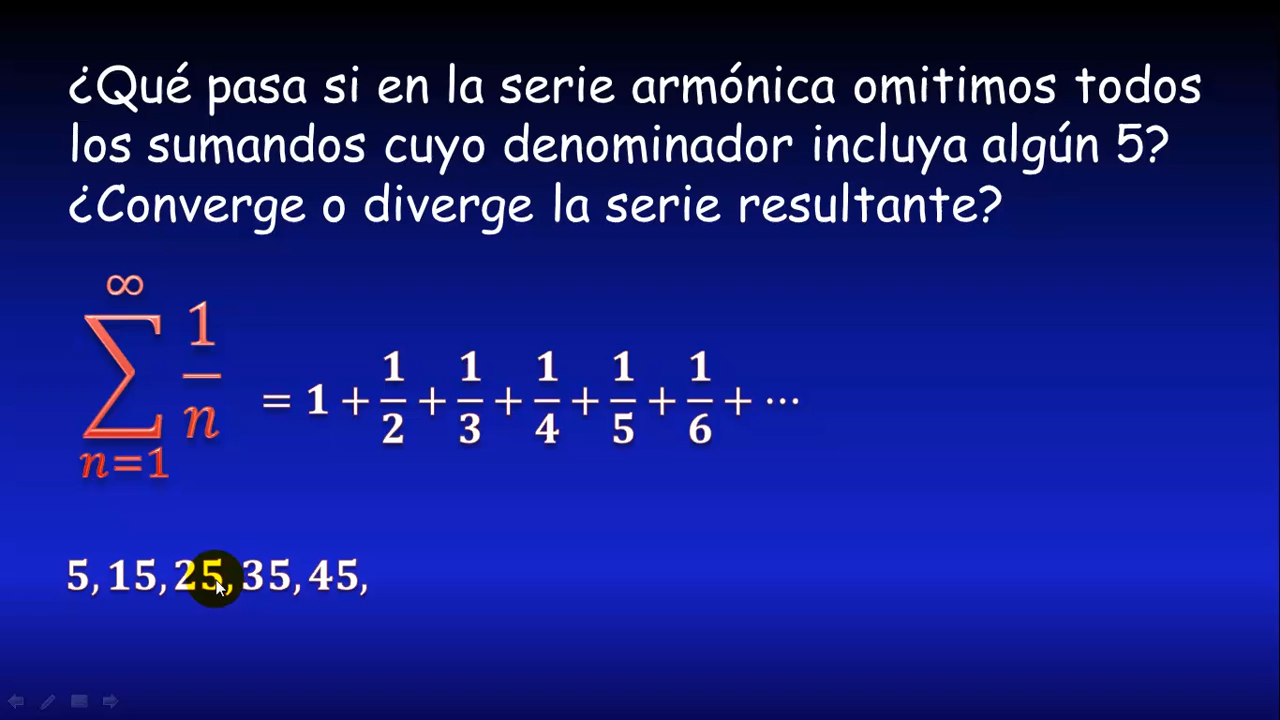 ¿Qué pasa si en la serie armónica omitimos todos
los sumandos cuyo denominador incluya algún 5?
¿Converge o diverge la serie resultante?
∑_{n=1}^{∞} 1/n = 1 + 1/2 + 1/3 + 1/4 + 1/5 + 1/6 + ⋯
5, 15, 25, 35, 45,